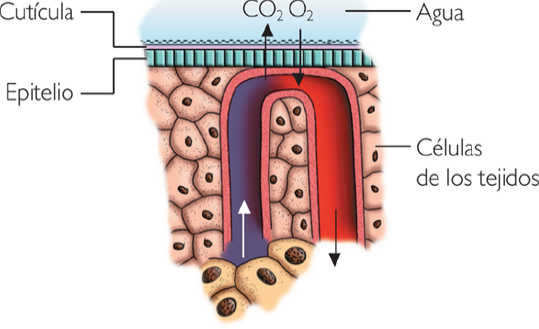 Cutícula
CO₂ O₂
Agua
Epitelio
Células
de los tejidos